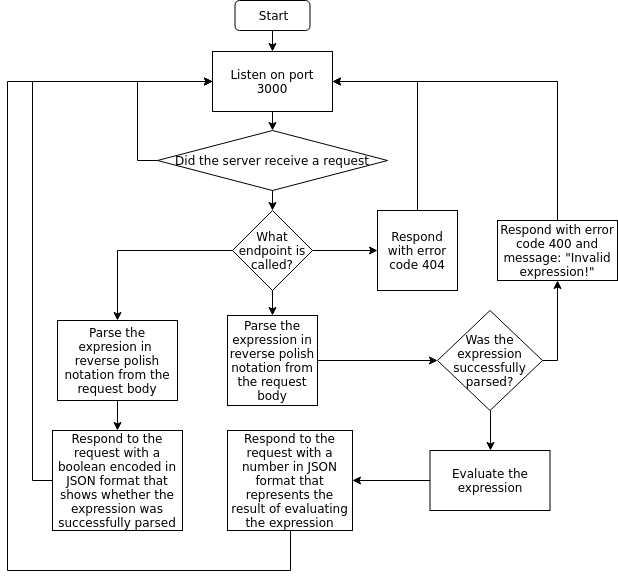 Start
Listen on port
3000
Did the server receive a request
What
endpoint is
called?
Respond
with error
code 404
Respond with error
code 400 and
message: "Invalid
expression!"
Parse the
expresion in
reverse polish
notation from the
request body
Parse the
expression in
reverse polish
notation from
the request
body
Was the
expression
successfully
parsed?
Respond to the
request with a
boolean encoded in
JSON format that
shows whether the
expression was
successfully parsed
Respond to the
request with a
number in JSON
format that
represents the
result of evaluating
the expression
Evaluate the
expression